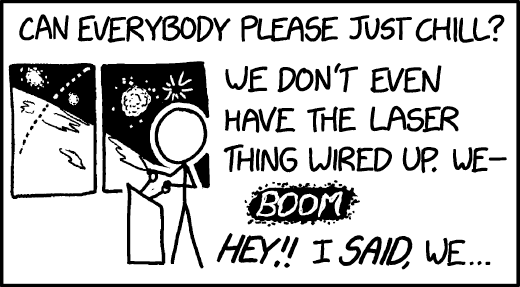 CAN EVERYBODY PLEASE JUST CHILL?
WE DON'T EVEN
HAVE THE LASER
THING WIRED UP. WE-
BOOM
HEY!! I SAID, WE...